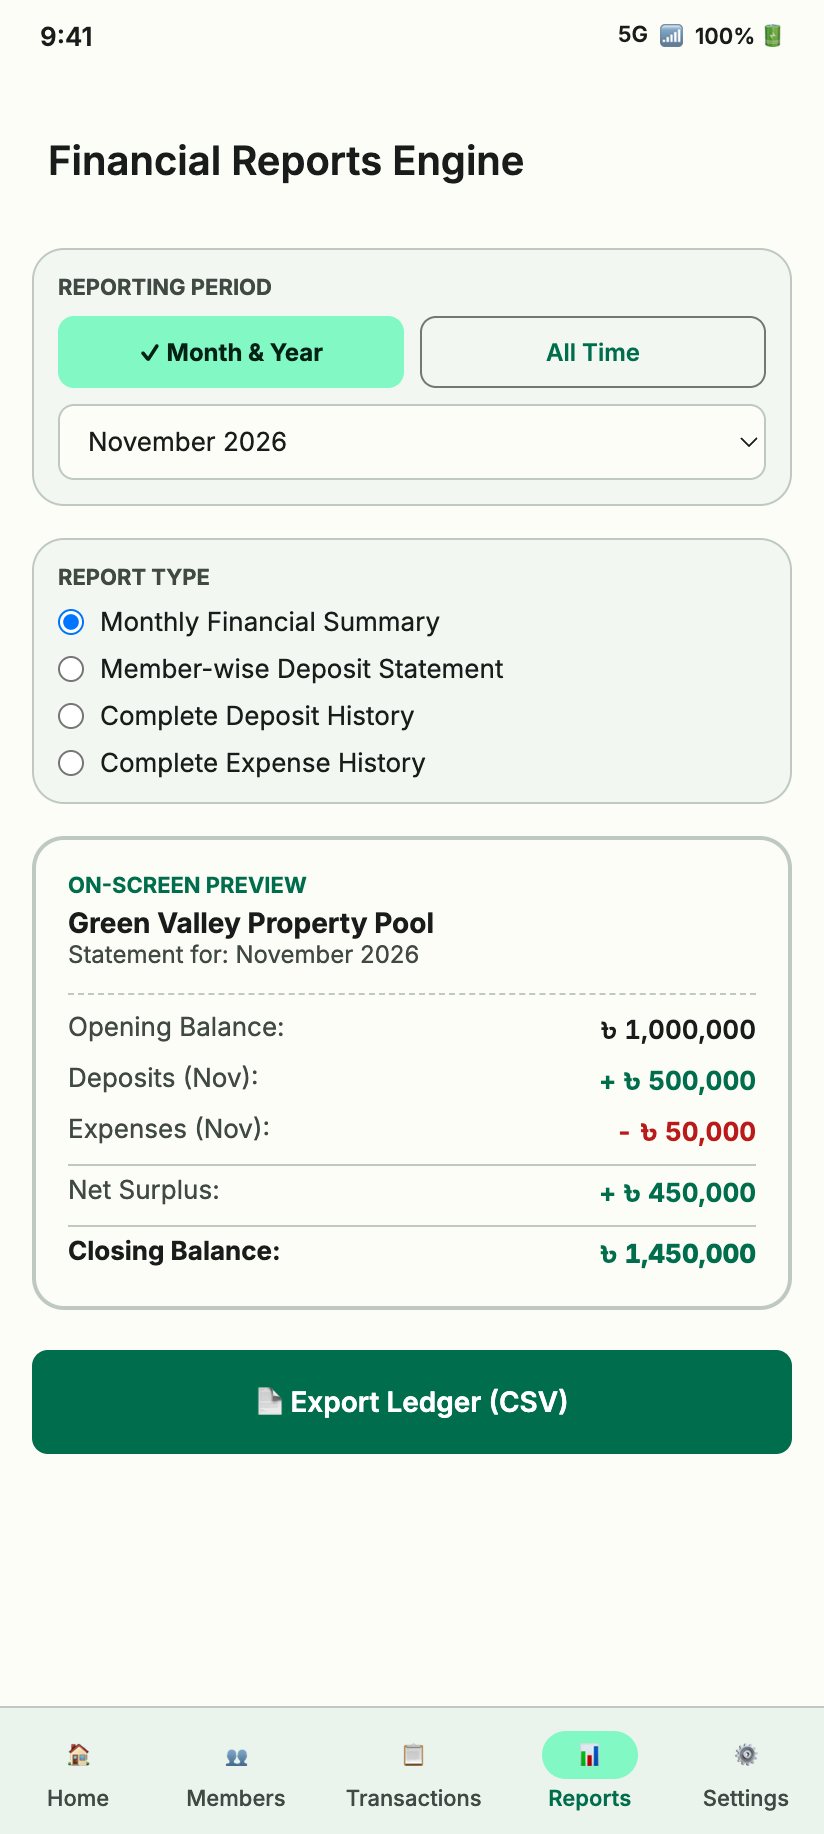 9:41 5G 100%
Financial Reports Engine
REPORTING PERIOD
✓ Month & Year All Time
November 2026
REPORT TYPE
Monthly Financial Summary
Member-wise Deposit Statement
Complete Deposit History
Complete Expense History
ON-SCREEN PREVIEW
Green Valley Property Pool
Statement for: November 2026
Opening Balance: ৳ 1,000,000
Deposits (Nov): + ৳ 500,000
Expenses (Nov): - ৳ 50,000
Net Surplus: + ৳ 450,000
Closing Balance: ৳ 1,450,000
Export Ledger (CSV)
Home Members Transactions Reports Settings